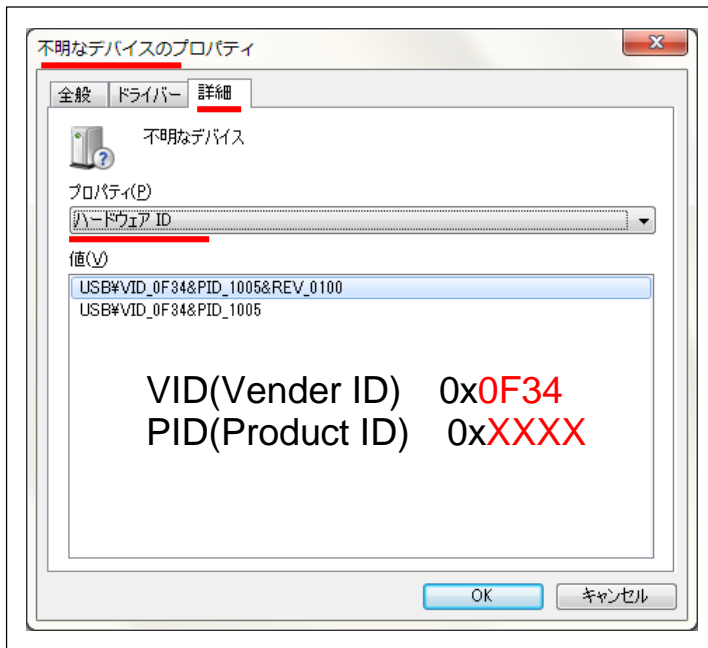 不明なデバイスのプロパティ
全般 ドライバー 詳細
不明なデバイス
プロパティ(P)
ハードウェア ID
値(V)
USB¥VID_0F34&PID_1005&REV_0100
USB¥VID_0F34&PID_1005
VID(Vender ID) 0x0F34
PID(Product ID) 0xXXXX
OK キャンセル